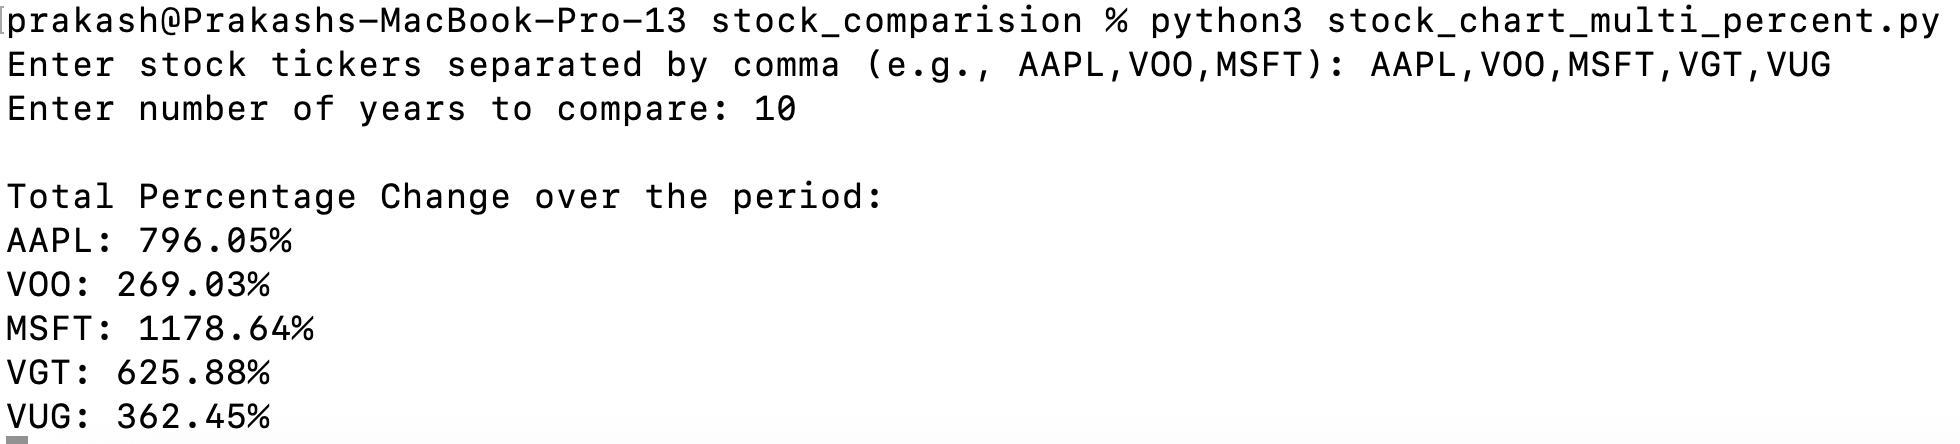 prakash@Prakashs-MacBook-Pro-13 stock_comparision % python3 stock_chart_multi_percent.py
Enter stock tickers separated by comma (e.g., AAPL,VOO,MSFT): AAPL,VOO,MSFT,VGT,VUG
Enter number of years to compare: 10
Total Percentage Change over the period:
AAPL: 796.05%
VOO: 269.03%
MSFT: 1178.64%
VGT: 625.88%
VUG: 362.45%